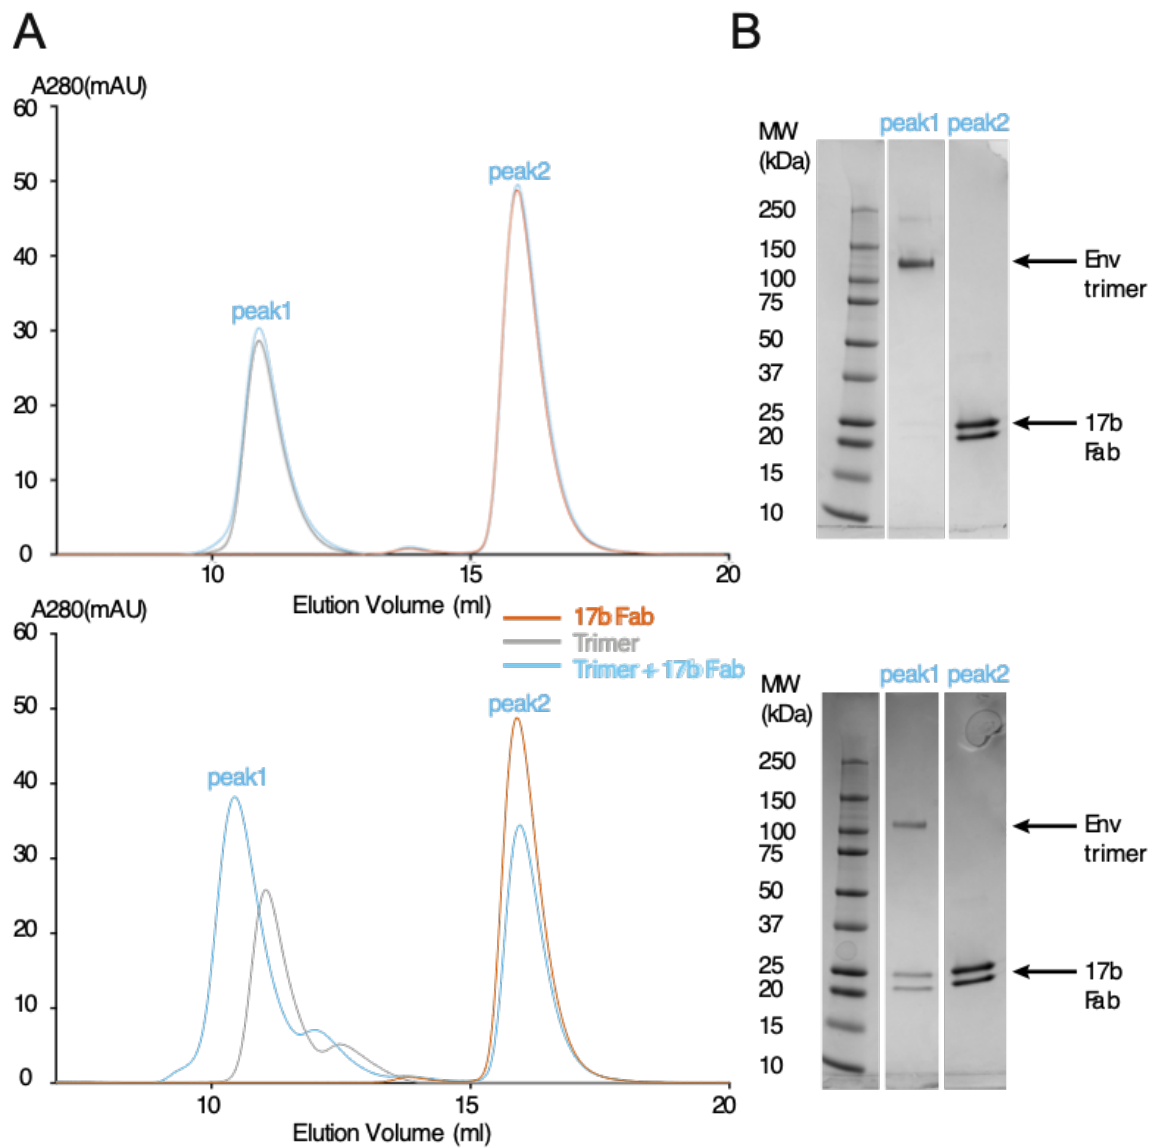 A
A280(mAU)
60
50
40
30
20
10
0
peak1
peak2
10
15
20
Elution Volume (ml)
A280(mAU)
60
50
40
30
20
10
0
17b Fab
Trimer
Trimer + 17b Fab
peak1
peak2
10
15
20
Elution Volume (ml)
B
peak1 peak2
MW
(kDa)
250
150
100
75
50
37
25
20
15
10
Env
trimer
17b
Fab
peak1 peak2
MW
(kDa)
250
150
100
75
50
37
25
20
15
10
Env
trimer
17b
Fab